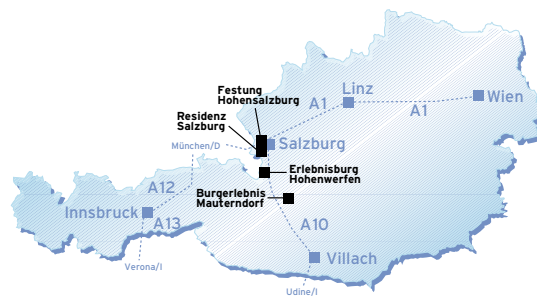 Festung
Hohensalzburg
Residenz
Salzburg
A1
Linz
A1
Wien
München/D
Salzburg
Erlebnisburg
Hohenwerfen
A12
Burgerlebnis
Mauterndorf
Innsbruck
A13
A10
Verona/I
Villach
Udine/I